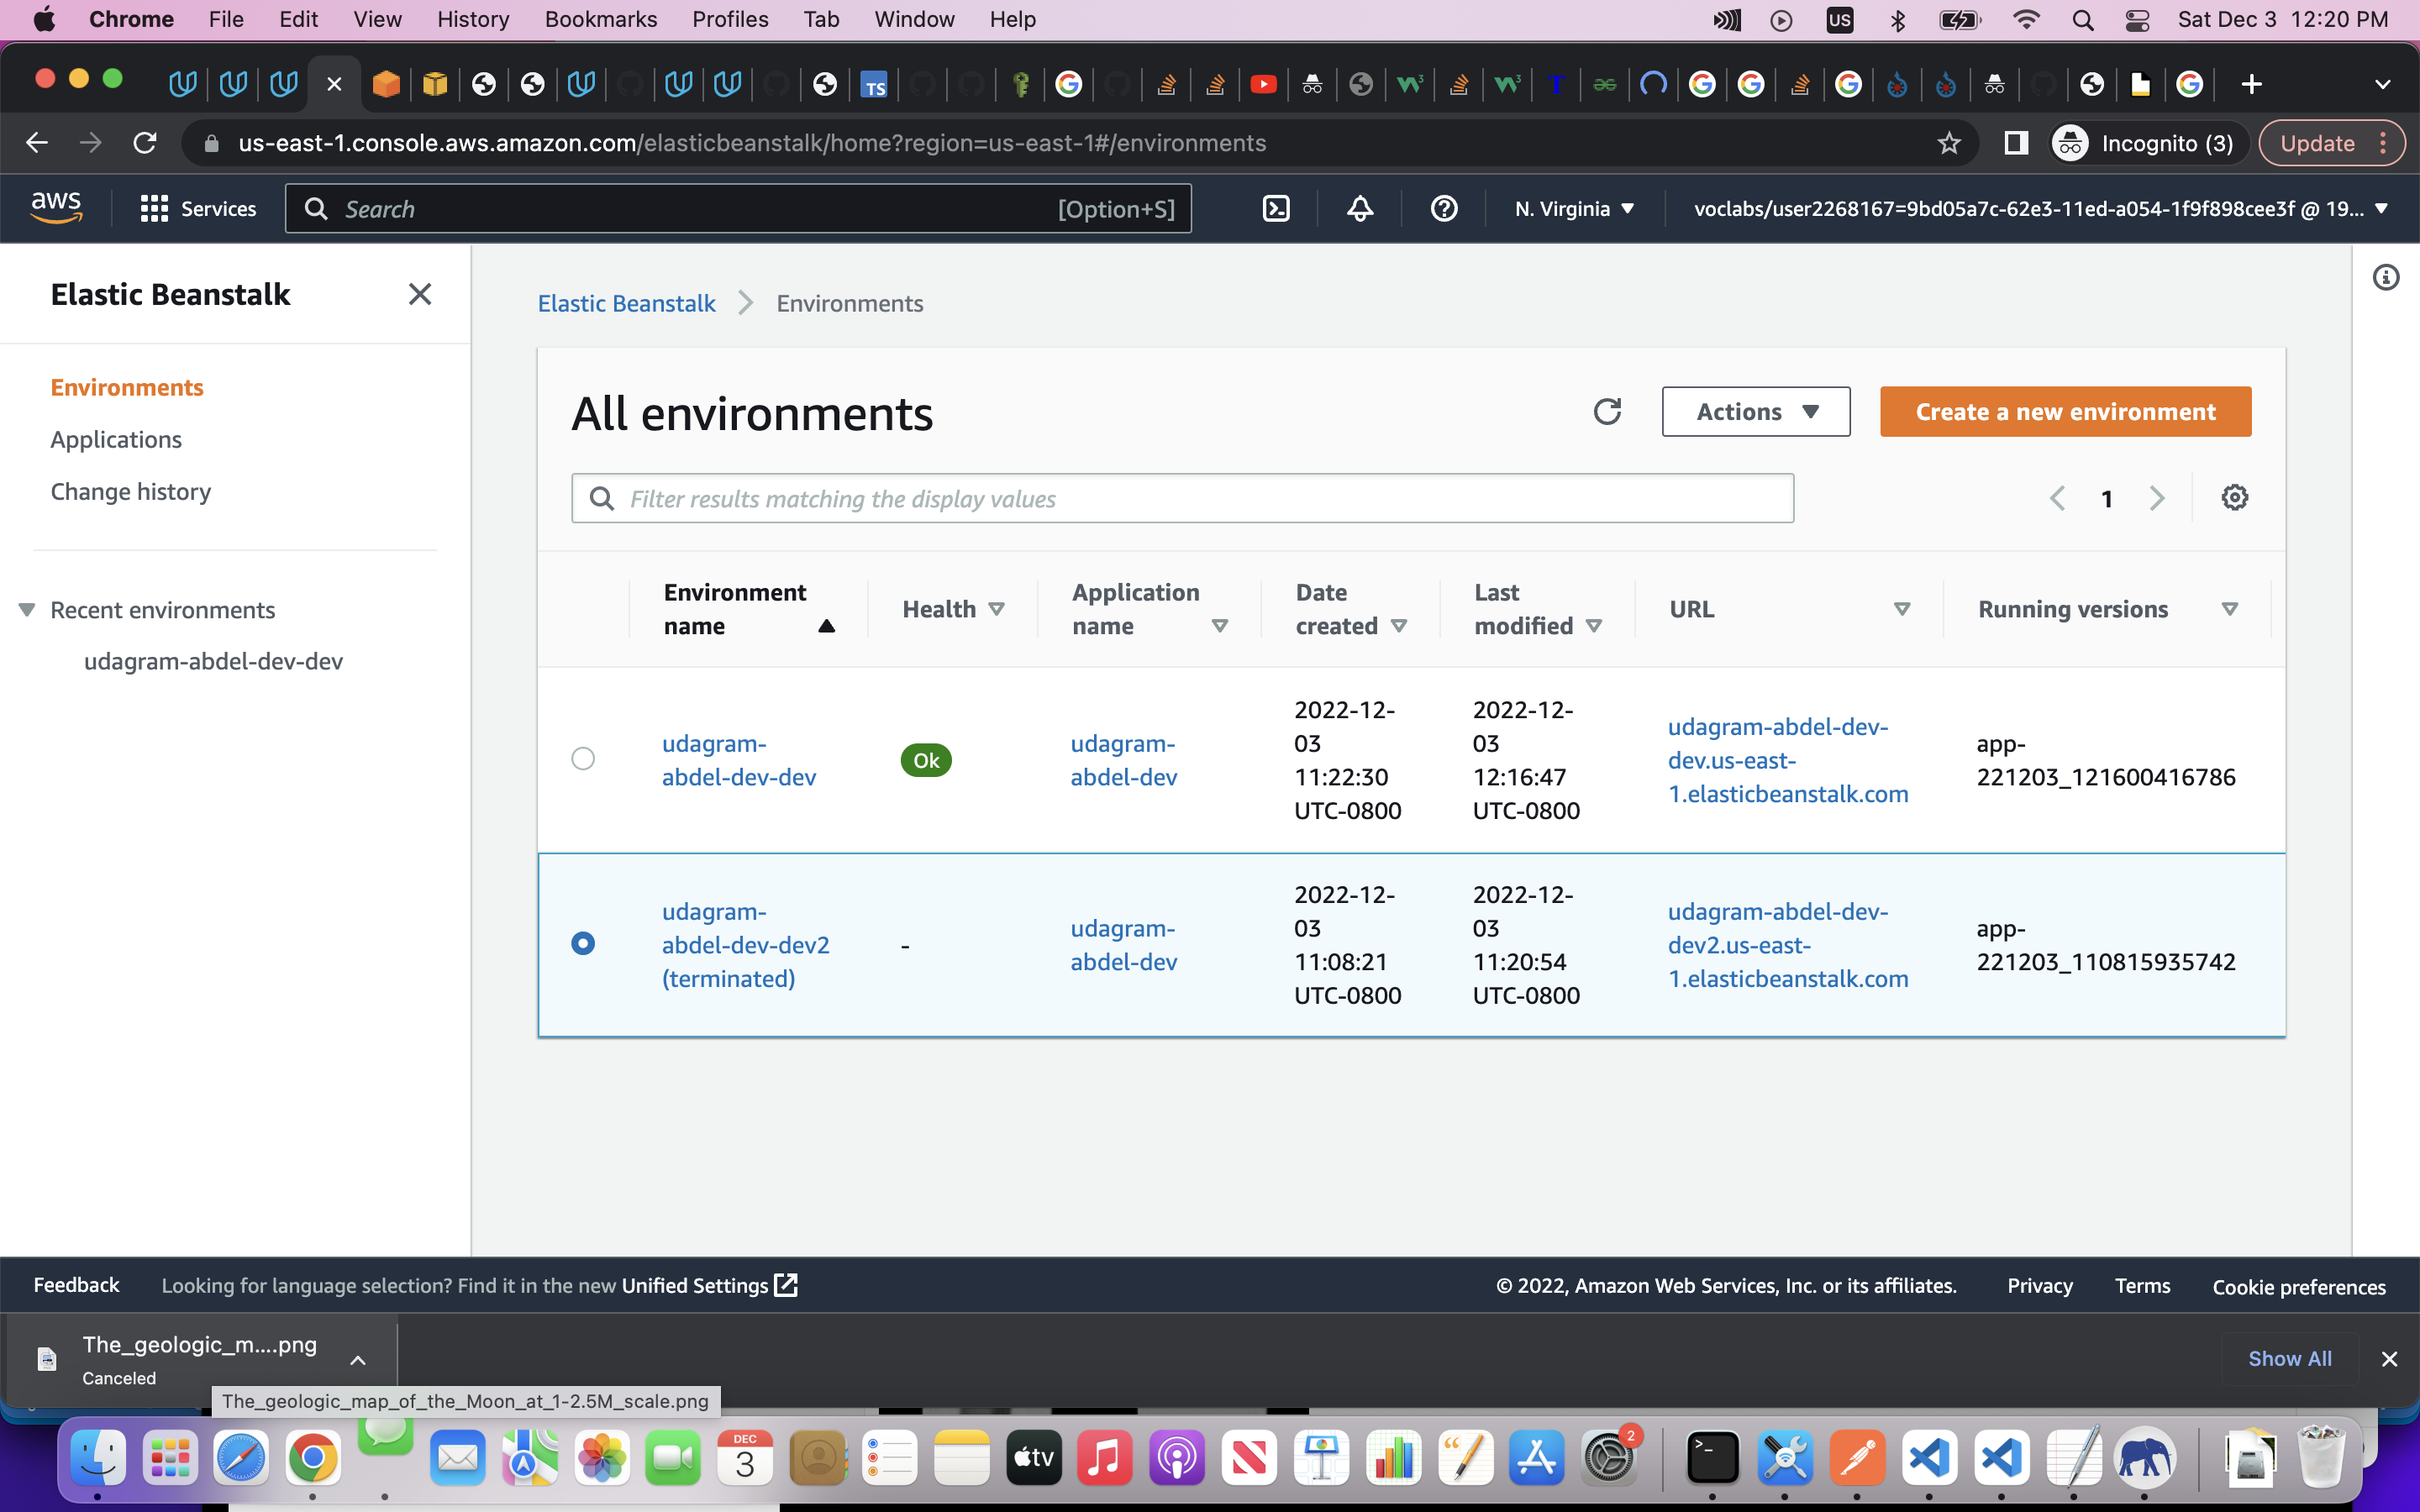 Chrome File Edit View History Bookmarks Profiles Tab Window Help US Sat Dec 3 12:20 PM
TS
us-east-1.console.aws.amazon.com/elasticbeanstalk/home?region=us-east-1#/environments Incognito (3) Update
aws Services Search [Option+S] N. Virginia voclabs/user2268167=9bd05a7c-62e3-11ed-a054-1f9f898cee3f @ 19...
Elastic Beanstalk
Environments
Applications
Change history
Recent environments
udagram-abdel-dev-dev
Elastic Beanstalk Environments
All environments
Actions Create a new environment
Filter results matching the display values
1
Environment name
Health
Application name
Date created
Last modified
URL
Running versions
udagram-
abdel-dev-dev
Ok
udagram-
abdel-dev
2022-12-
03
11:22:30
UTC-0800
2022-12-
03
12:16:47
UTC-0800
udagram-abdel-dev-
dev.us-east-
1.elasticbeanstalk.com
app-
221203_121600416786
udagram-
abdel-dev-dev2
(terminated)
-
udagram-
abdel-dev
2022-12-
03
11:08:21
UTC-0800
2022-12-
03
11:20:54
UTC-0800
udagram-abdel-dev-
dev2.us-east-
1.elasticbeanstalk.com
app-
221203_110815935742
Feedback Looking for language selection? Find it in the new Unified Settings © 2022, Amazon Web Services, Inc. or its affiliates. Privacy Terms Cookie preferences
The_geologic_m....png
Canceled
Show All
The_geologic_map_of_the_Moon_at_1-2.5M_scale.png
DEC
3
tv
2